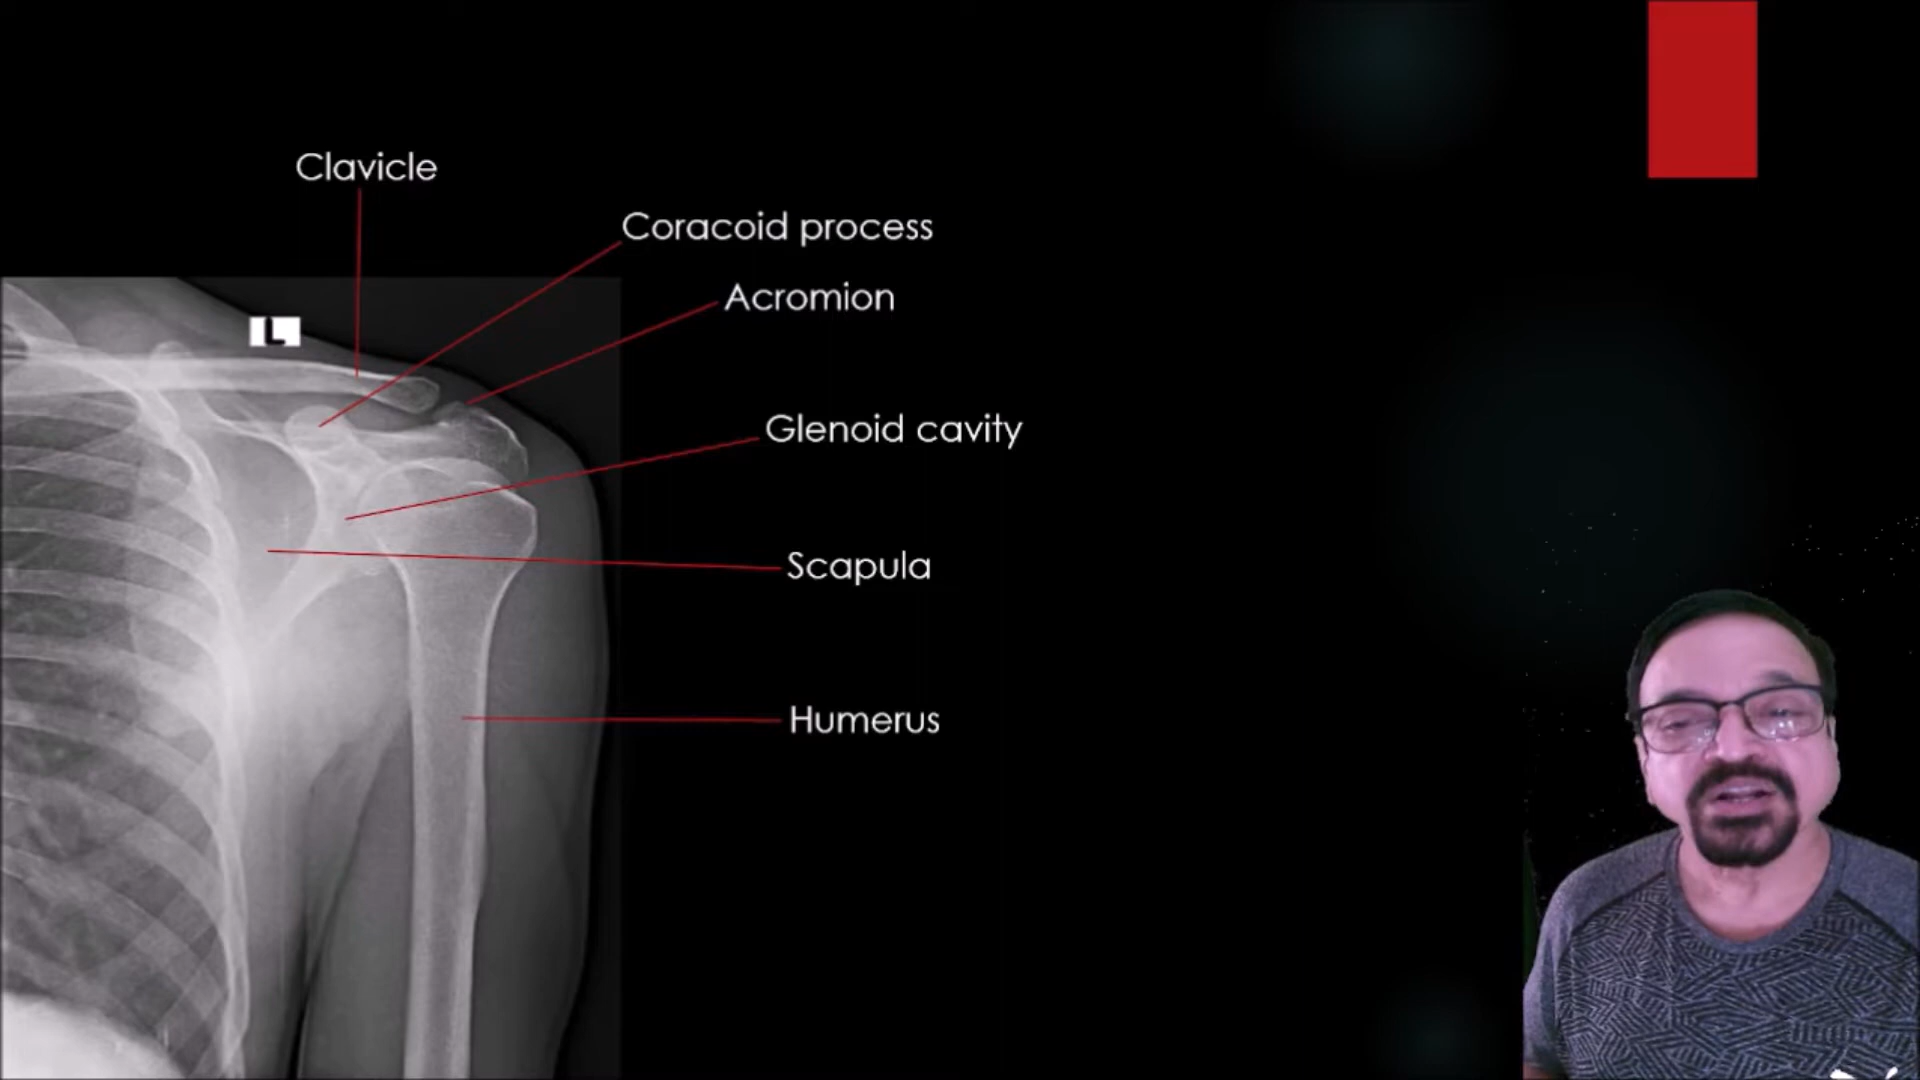 Clavicle
Coracoid process
Acromion
L
Glenoid cavity
Scapula
Humerus